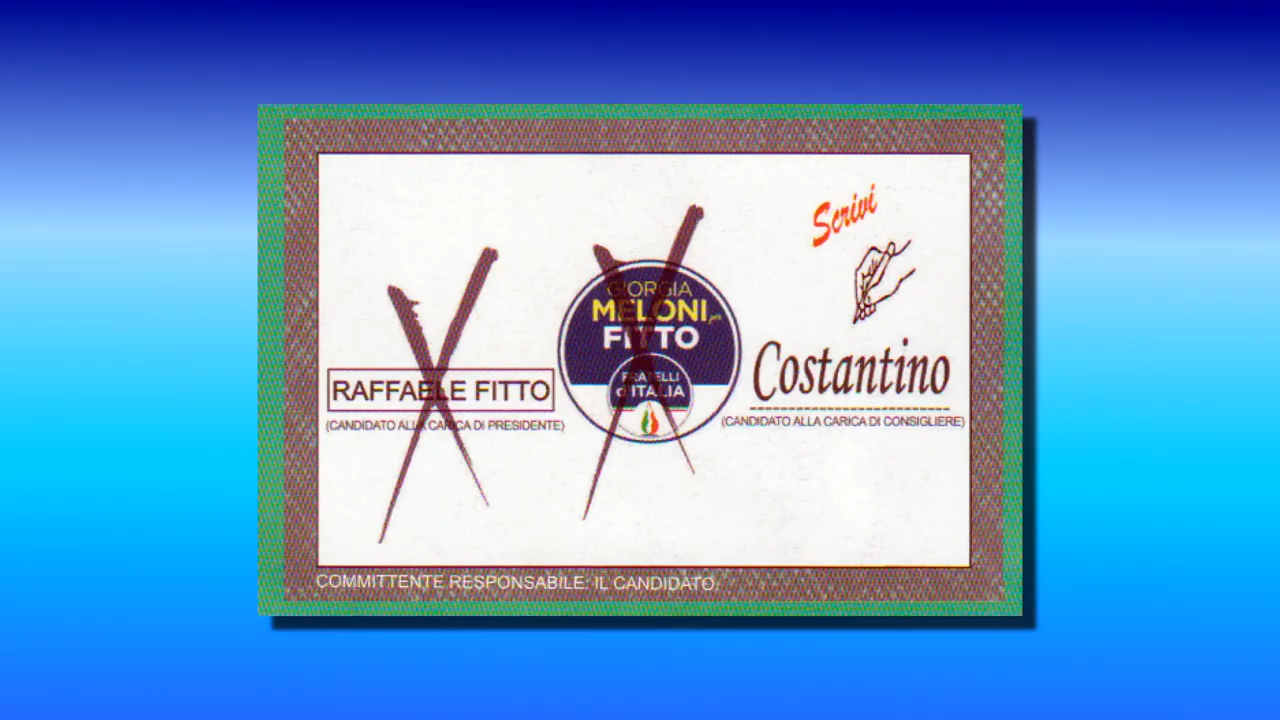 Scrivi
GIORGIA
MELONI per
FITTO
FRATELLI
d'ITALIA
RAFFAELE FITTO
(CANDIDATO ALLA CARICA DI PRESIDENTE)
Costantino
(CANDIDATO ALLA CARICA DI CONSIGLIERE)
COMMITTENTE RESPONSABILE: IL CANDIDATO